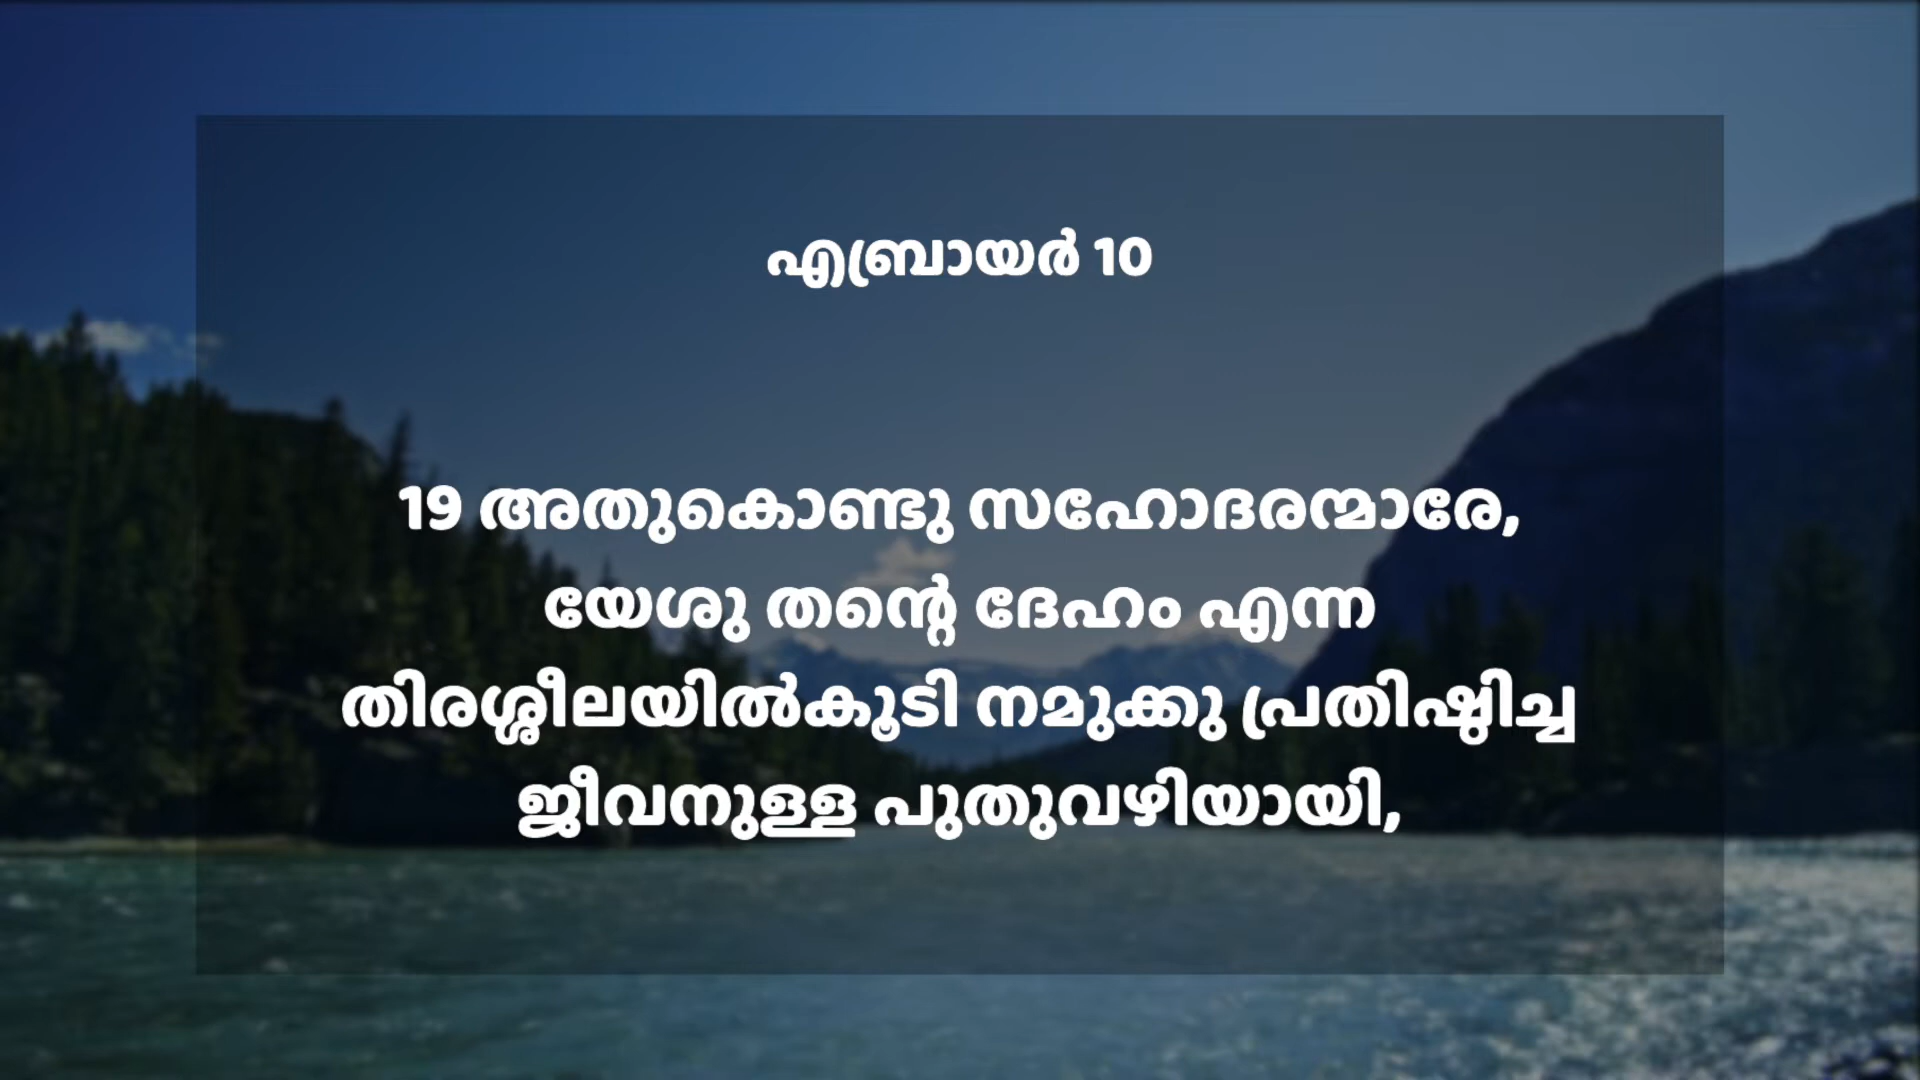 എബ്രായർ 10
19 അതുകൊണ്ടു സഹോദരന്മാരേ,
യേശു തന്റെ ദേഹം എന്ന
തിരശ്ശീലയിൽകൂടി നമുക്കു പ്രതിഷ്ഠിച്ച
ജീവനുള്ള പുതുവഴിയായി,